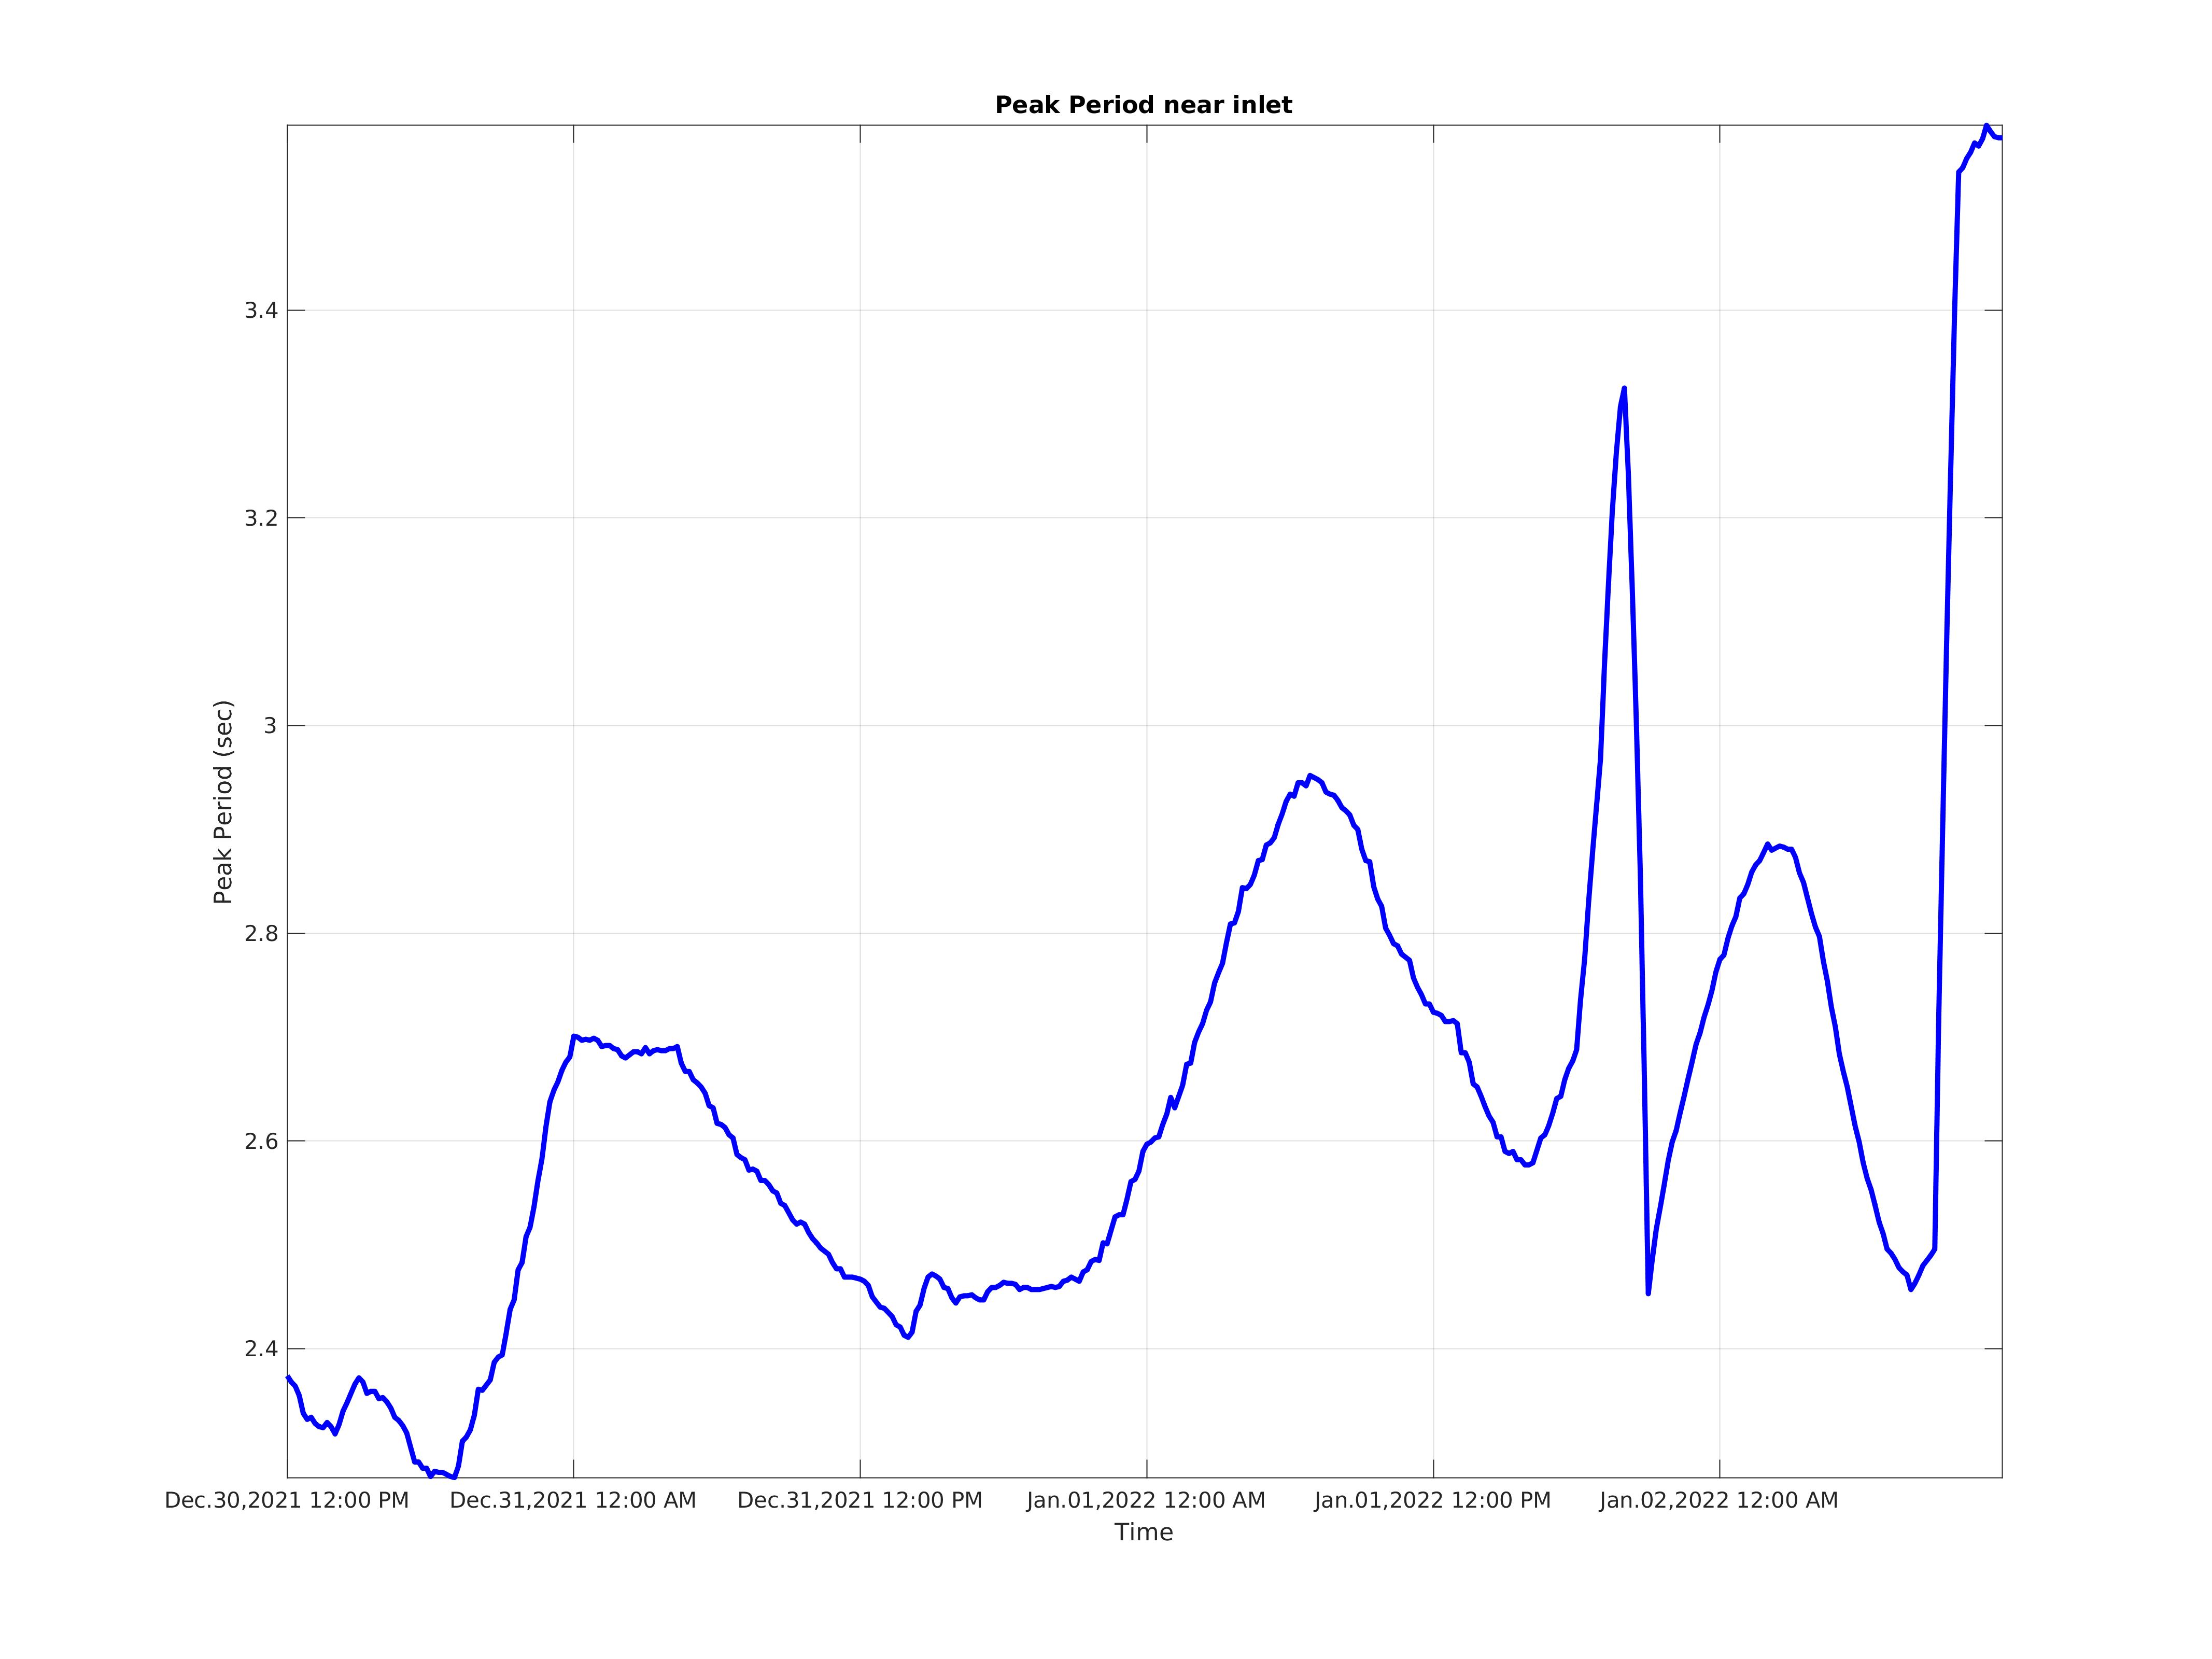 Peak Period near inlet
3.4
3.2
3
2.8
2.6
2.4
Peak Period (sec)
Dec.30,2021 12:00 PM
Dec.31,2021 12:00 AM
Dec.31,2021 12:00 PM
Jan.01,2022 12:00 AM
Jan.01,2022 12:00 PM
Jan.02,2022 12:00 AM
Time